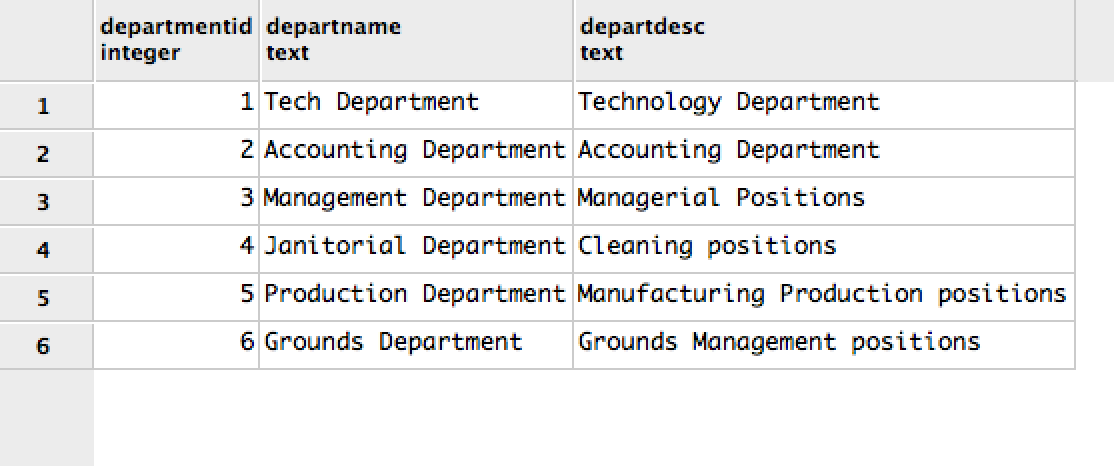 departmentid departname departdesc
integer text text
1 1 Tech Department Technology Department
2 2 Accounting Department Accounting Department
3 3 Management Department Managerial Positions
4 4 Janitorial Department Cleaning positions
5 5 Production Department Manufacturing Production positions
6 6 Grounds Department Grounds Management positions